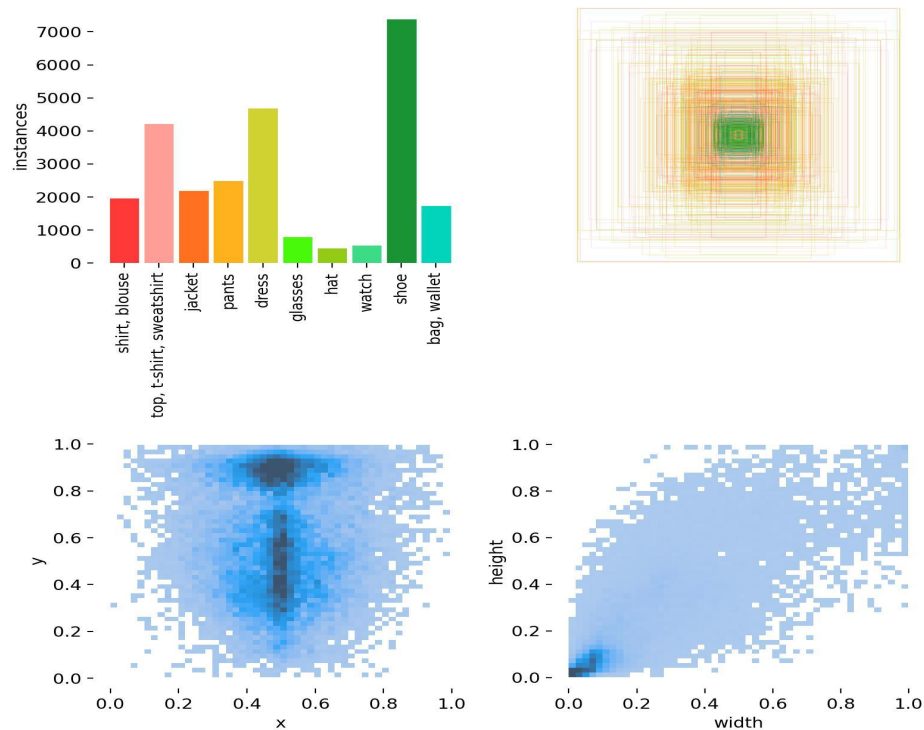 7000
6000
5000
4000
3000
2000
1000
0
instances
shirt, blouse
top, t-shirt, sweatshirt
jacket
pants
dress
glasses
hat
watch
shoe
bag, wallet
1.0
0.8
0.6
0.4
0.2
0.0
y
0.0 0.2 0.4 0.6 0.8 1.0
x
1.0
0.8
0.6
0.4
0.2
0.0
height
0.0 0.2 0.4 0.6 0.8 1.0
width